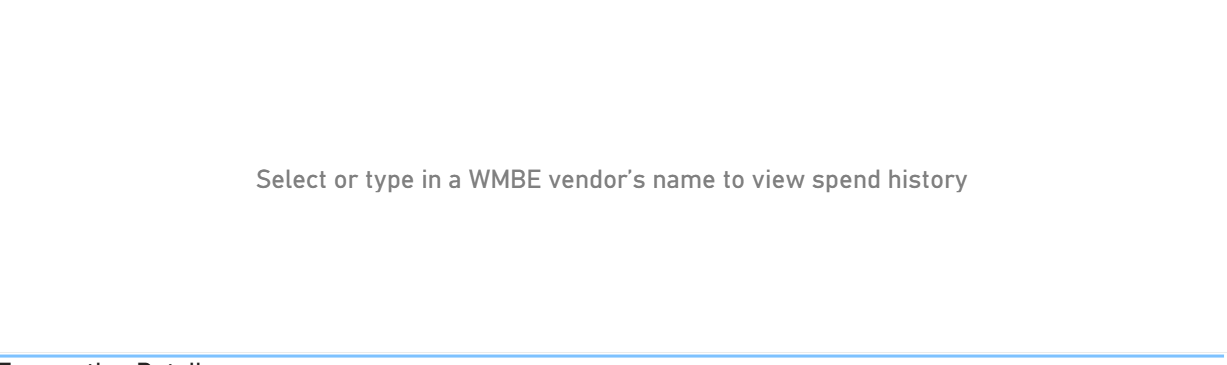 Select or type in a WMBE vendor’s name to view spend history